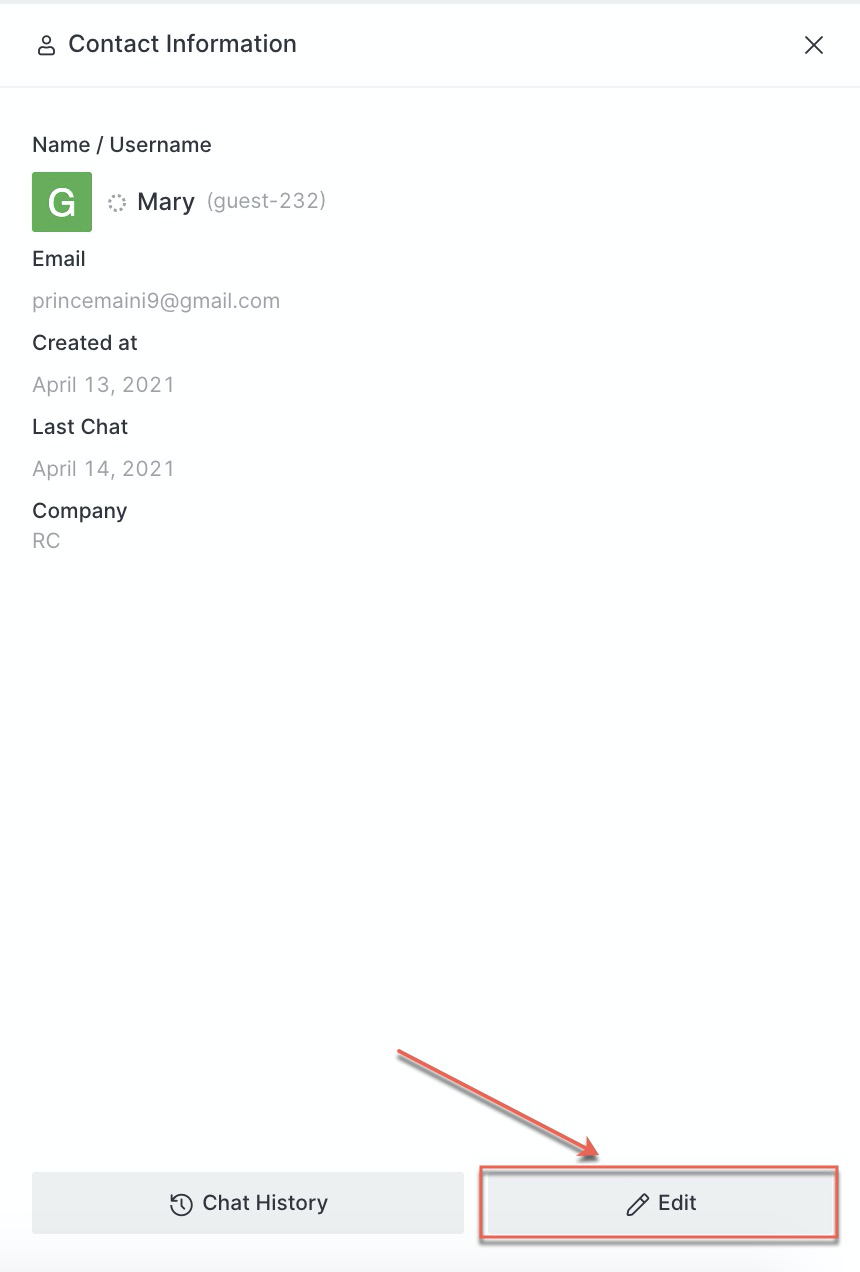 Contact Information
Name / Username
G Mary (guest-232)
Email
princemaini9@gmail.com
Created at
April 13, 2021
Last Chat
April 14, 2021
Company
RC
Chat History Edit